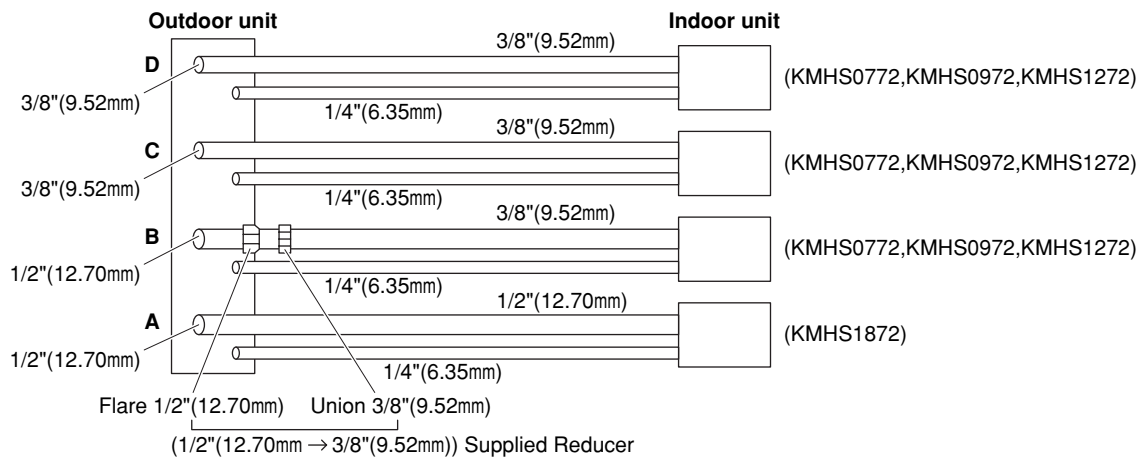 Outdoor unit
Indoor unit
D
3/8"(9.52mm)
3/8"(9.52mm)
1/4"(6.35mm)
(KMHS0772,KMHS0972,KMHS1272)
C
3/8"(9.52mm)
3/8"(9.52mm)
1/4"(6.35mm)
(KMHS0772,KMHS0972,KMHS1272)
B
1/2"(12.70mm)
3/8"(9.52mm)
1/4"(6.35mm)
(KMHS0772,KMHS0972,KMHS1272)
A
1/2"(12.70mm)
1/2"(12.70mm)
1/4"(6.35mm)
(KMHS1872)
Flare 1/2"(12.70mm)
Union 3/8"(9.52mm)
(1/2"(12.70mm → 3/8"(9.52mm)) Supplied Reducer